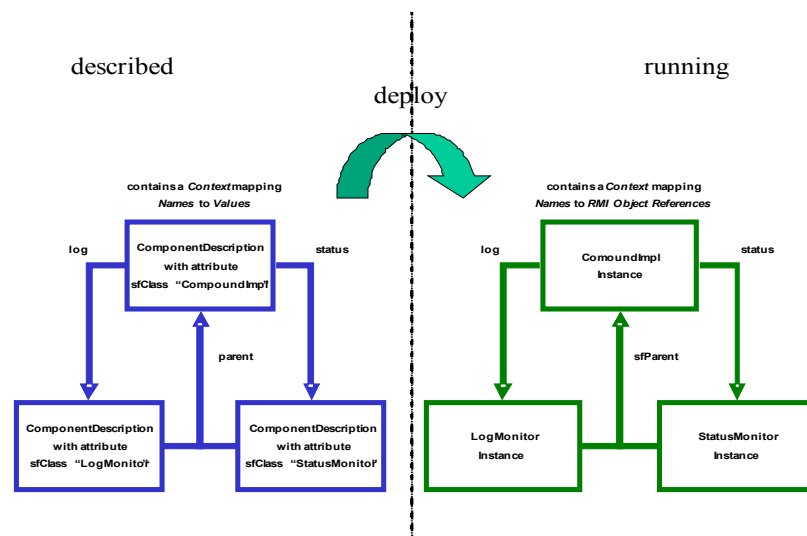 described
running
deploy
contains a Context mapping
Names to Values
contains a Context mapping
Names to RMI Object References
log
ComponentDescription
with attribute
sfClass “CompoundImpl”
status
log
ComoundImpl
Instance
status
parent
sfParent
ComponentDescription
with attribute
sfClass “LogMonitor”
ComponentDescription
with attribute
sfClass “StatusMonitor”
LogMonitor
Instance
StatusMonitor
Instance